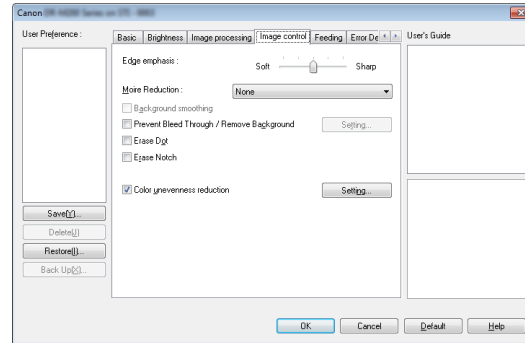 Canon
User Preference :
Basic
Brightness
Image processing
Image control
Feeding
Error De
User's Guide
Edge emphasis :
Soft
Sharp
Moire Reduction :
None
Background smoothing
Prevent Bleed Through / Remove Background
Setting...
Erase Dot
Erase Notch
Color unevenness reduction
Setting...
Save(Y)...
Delete(J)
Restore(I)...
Back Up(X)...
OK
Cancel
Default
Help